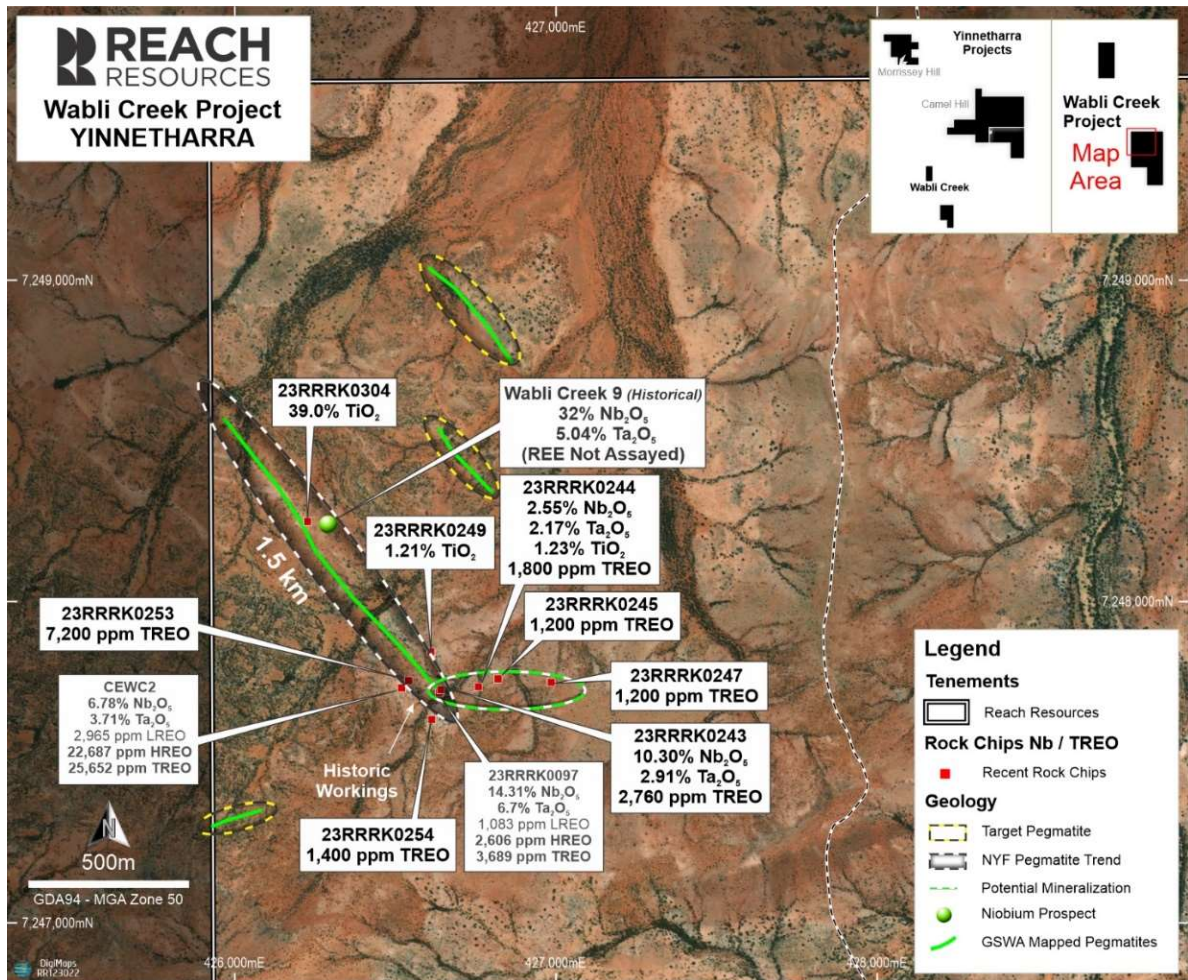 REACH
RESOURCES
Wabli Creek Project
YINNETHARRA
427,000mE
Yinnetharra
Projects
Morrissey Hill
Camel Hill
Wabli Creek
Wabli Creek
Project
Map
Area
7,249,000mN
7,249,000mN
23RRRK0304
39.0% TiO₂
Wabli Creek 9 (Historical)
32% Nb₂O₅
5.04% Ta₂O₅
(REE Not Assayed)
23RRRK0244
2.55% Nb₂O₅
2.17% Ta₂O₅
1.23% TiO₂
1,800 ppm TREO
23RRRK0249
1.21% TiO₂
1.5 km
23RRRK0245
1,200 ppm TREO
7,248,000mN
23RRRK0253
7,200 ppm TREO
23RRRK0247
1,200 ppm TREO
CEWC2
6.78% Nb₂O₅
3.71% Ta₂O₅
2,965 ppm LREO
22,687 ppm HREO
25,652 ppm TREO
23RRRK0243
10.30% Nb₂O₅
2.91% Ta₂O₅
2,760 ppm TREO
Historic
Workings
23RRRK0097
14.31% Nb₂O₅
6.7% Ta₂O₅
1,083 ppm LREO
2,606 ppm HREO
3,689 ppm TREO
23RRRK0254
1,400 ppm TREO
N
500m
GDA94 - MGA Zone 50
Legend
Tenements
Reach Resources
Rock Chips Nb / TREO
Recent Rock Chips
Geology
Target Pegmatite
NYF Pegmatite Trend
Potential Mineralization
Niobium Prospect
GSWA Mapped Pegmatites
7,247,000mN
DigiMaps
RR123022
426,000mE
427,000mE
428,000mE